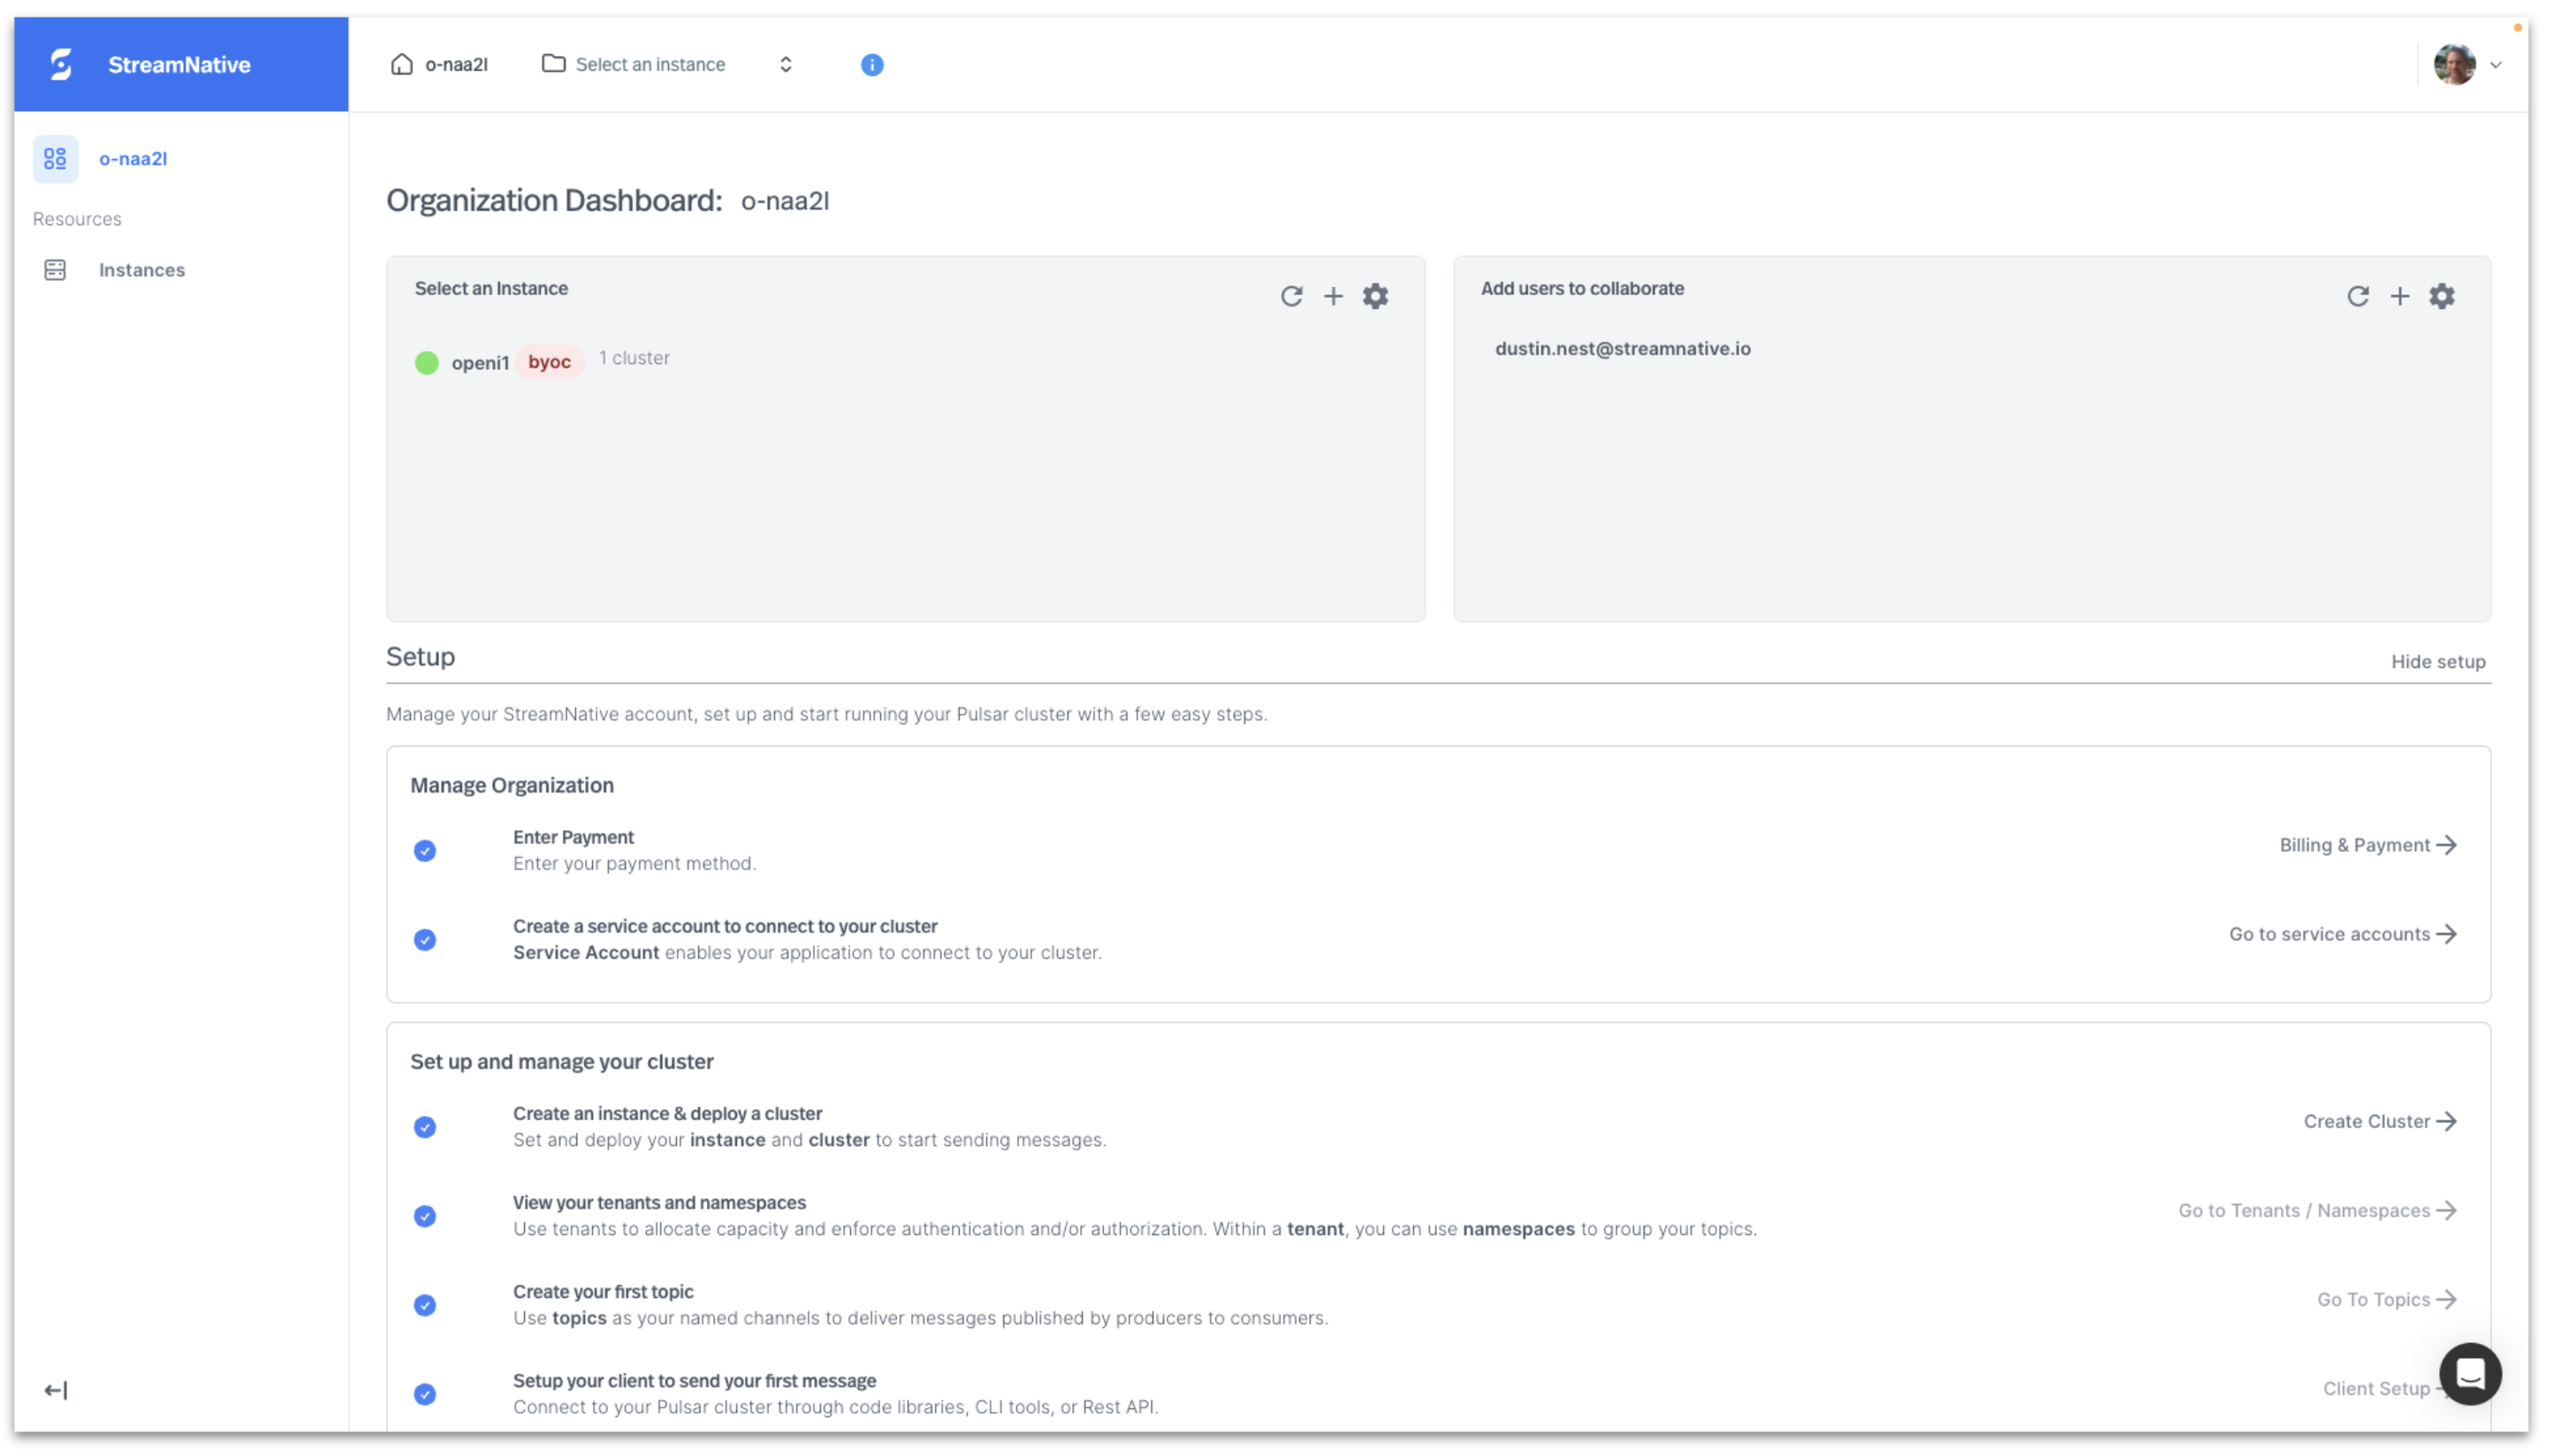 StreamNative
o-naa2l
Select an instance
o-naa2l
Resources
Instances
Organization Dashboard: o-naa2l
Select an Instance
openi1 byoc 1 cluster
Add users to collaborate
dustin.nest@streamnative.io
Setup
Hide setup
Manage your StreamNative account, set up and start running your Pulsar cluster with a few easy steps.
Manage Organization
Enter Payment
Enter your payment method.
Billing & Payment
Create a service account to connect to your cluster
Service Account enables your application to connect to your cluster.
Go to service accounts
Set up and manage your cluster
Create an instance & deploy a cluster
Set and deploy your instance and cluster to start sending messages.
Create Cluster
View your tenants and namespaces
Use tenants to allocate capacity and enforce authentication and/or authorization. Within a tenant, you can use namespaces to group your topics.
Go to Tenants / Namespaces
Create your first topic
Use topics as your named channels to deliver messages published by producers to consumers.
Go To Topics
Setup your client to send your first message
Connect to your Pulsar cluster through code libraries, CLI tools, or Rest API.
Client Setup